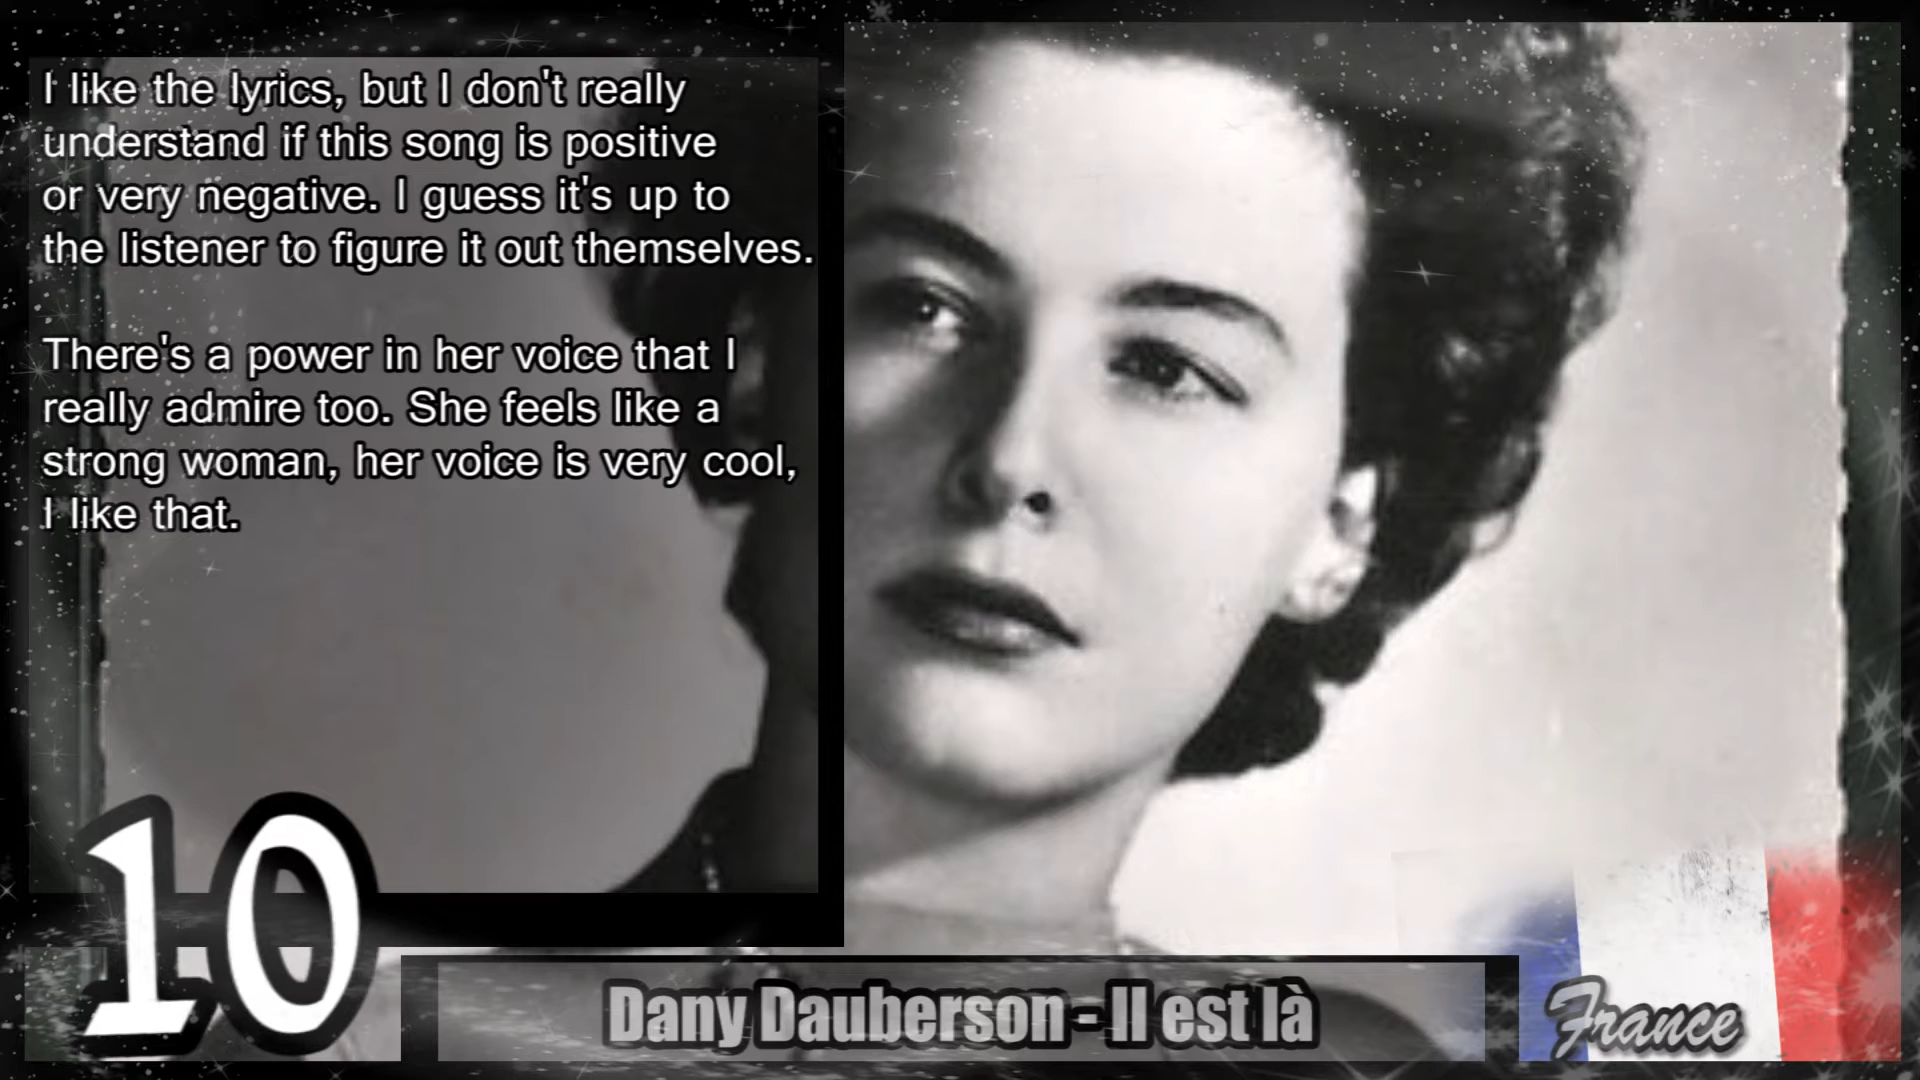 I like the lyrics, but I don't really
understand if this song is positive
or very negative. I guess it's up to
the listener to figure it out themselves.
There's a power in her voice that I
really admire too. She feels like a
strong woman, her voice is very cool,
I like that.
10
Dany Dauberson - Il est là
France